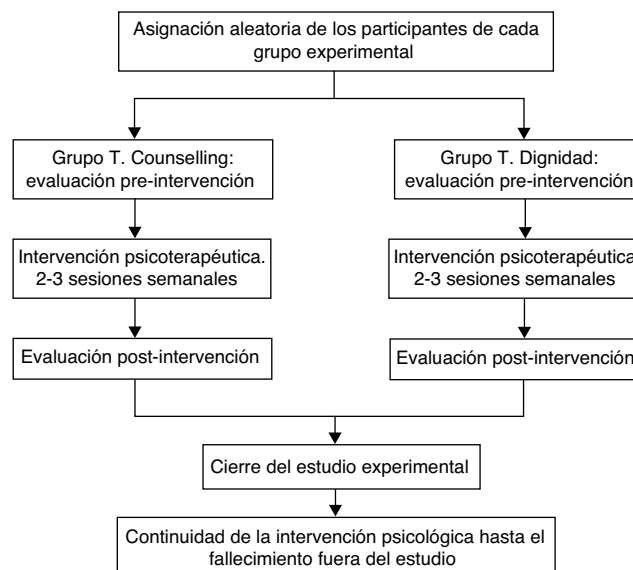 Asignación aleatoria de los participantes de cada
grupo experimental
Grupo T. Counselling:
evaluación pre-intervención
Grupo T. Dignidad:
evaluación pre-intervención
Intervención psicoterapéutica.
2-3 sesiones semanales
Intervención psicoterapéutica.
2-3 sesiones semanales
Evaluación post-intervención
Evaluación post-intervención
Cierre del estudio experimental
Continuidad de la intervención psicológica hasta el
fallecimiento fuera del estudio